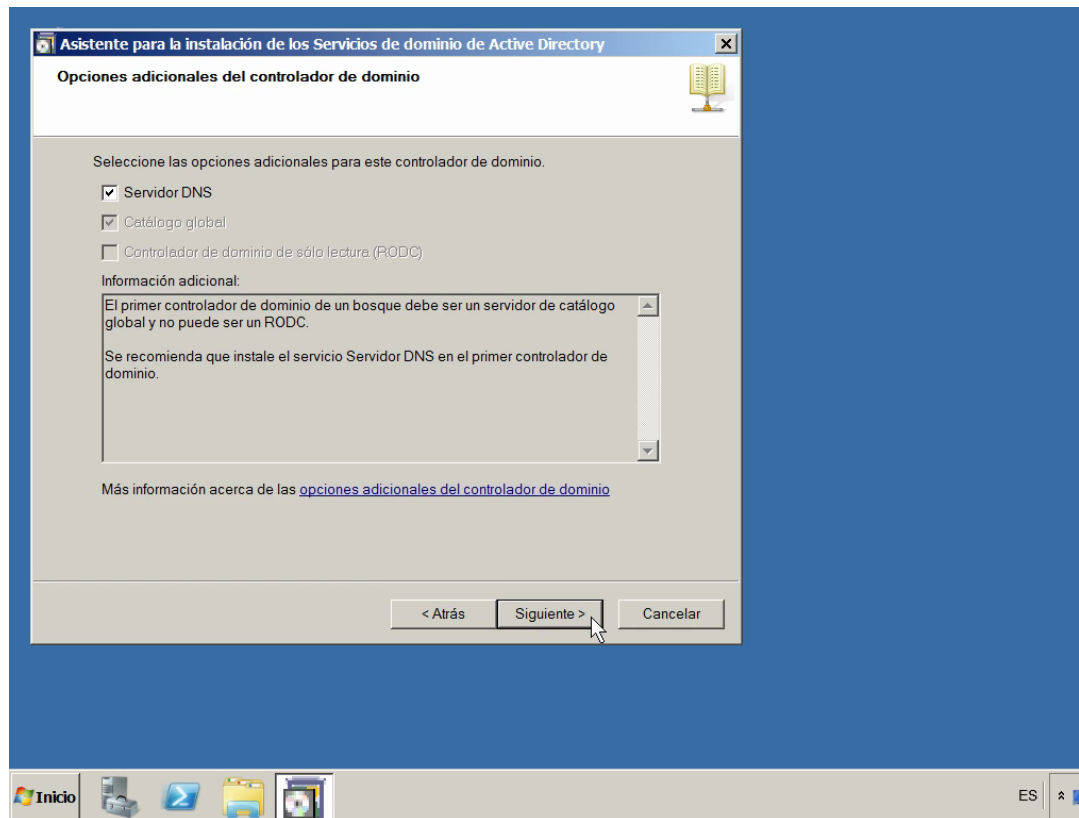 Asistente para la instalación de los Servicios de dominio de Active Directory
Opciones adicionales del controlador de dominio
Seleccione las opciones adicionales para este controlador de dominio.
Servidor DNS
Catálogo global
Controlador de dominio de sólo lectura (RODC)
Información adicional:
El primer controlador de dominio de un bosque debe ser un servidor de catálogo
global y no puede ser un RODC.
Se recomienda que instale el servicio Servidor DNS en el primer controlador de
dominio.
Más información acerca de las opciones adicionales del controlador de dominio
< Atrás
Siguiente >
Cancelar
Inicio
ES